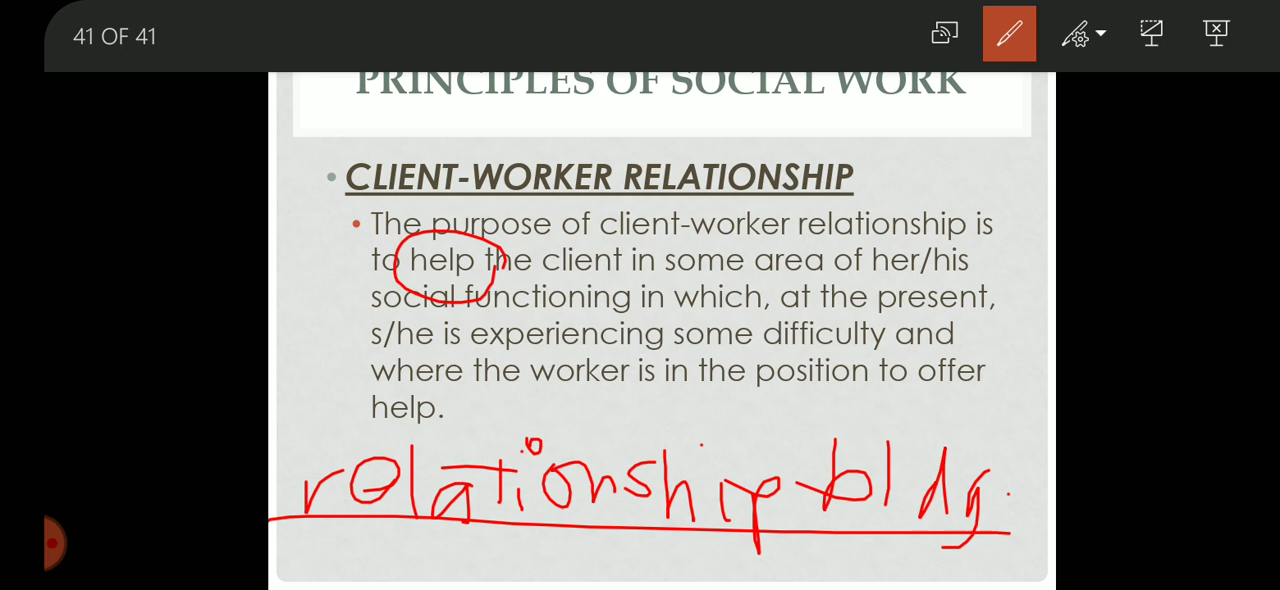 41 OF 41
PRINCIPLES OF SOCIAL WORK
• CLIENT-WORKER RELATIONSHIP
• The purpose of client-worker relationship is
to help the client in some area of her/his
social functioning in which, at the present,
s/he is experiencing some difficulty and
where the worker is in the position to offer
help.
relationship bldg.